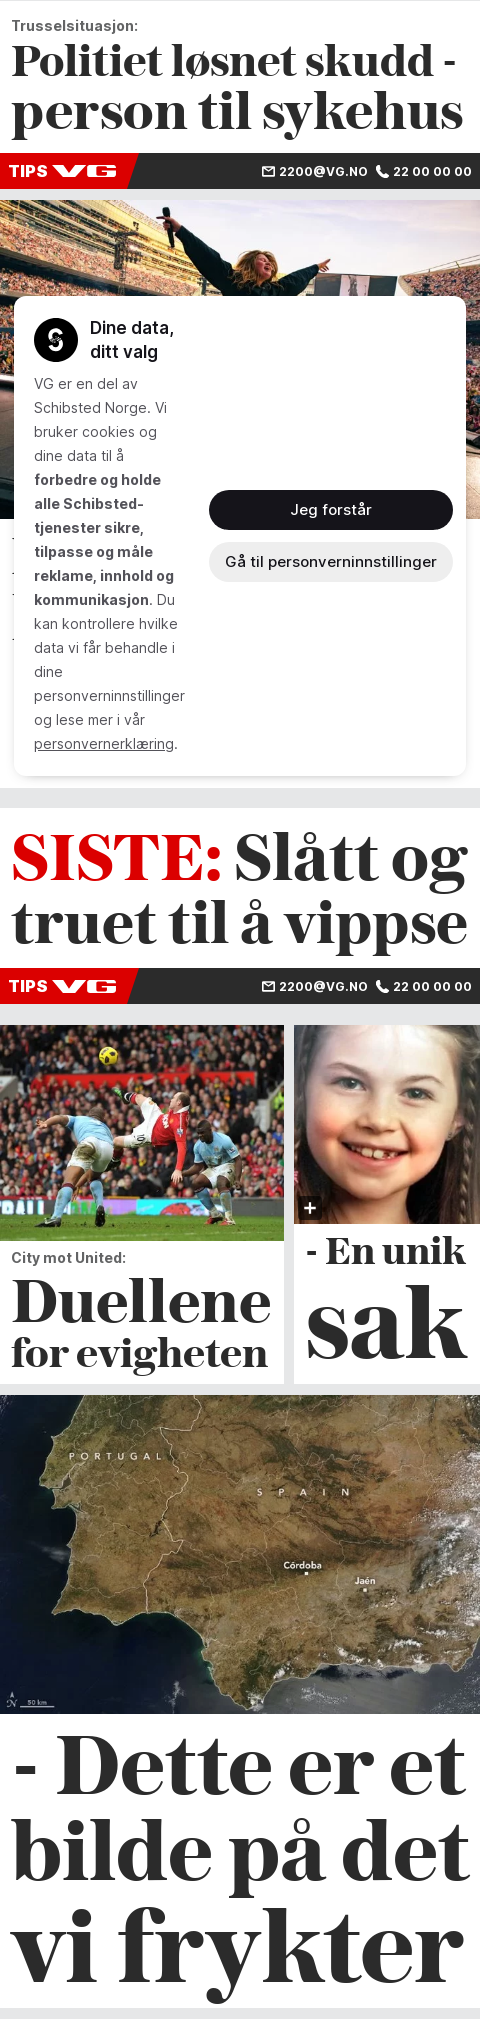 Trusselsituasjon:
Politiet løsnet skudd -
person til sykehus
TIPS VG 2200@VG.NO 22 00 00 00
Dine data,
ditt valg
VG er en del av
Schibsted Norge. Vi
bruker cookies og
dine data til å
forbedre og holde
alle Schibsted-
tjenester sikre,
tilpasse og måle
reklame, innhold og
kommunikasjon. Du
kan kontrollere hvilke
data vi får behandle i
dine
personverninnstillinger
og lese mer i vår
personvernerklæring.
Jeg forstår
Gå til personverninnstillinger
SISTE: Slått og
truet til å vippse
TIPS VG 2200@VG.NO 22 00 00 00
City mot United:
Duellene
for evigheten
- En unik
sak
PORTUGAL
SPAIN
Córdoba
Jaén
N 50 km
- Dette er et
bilde på det
vi frykter